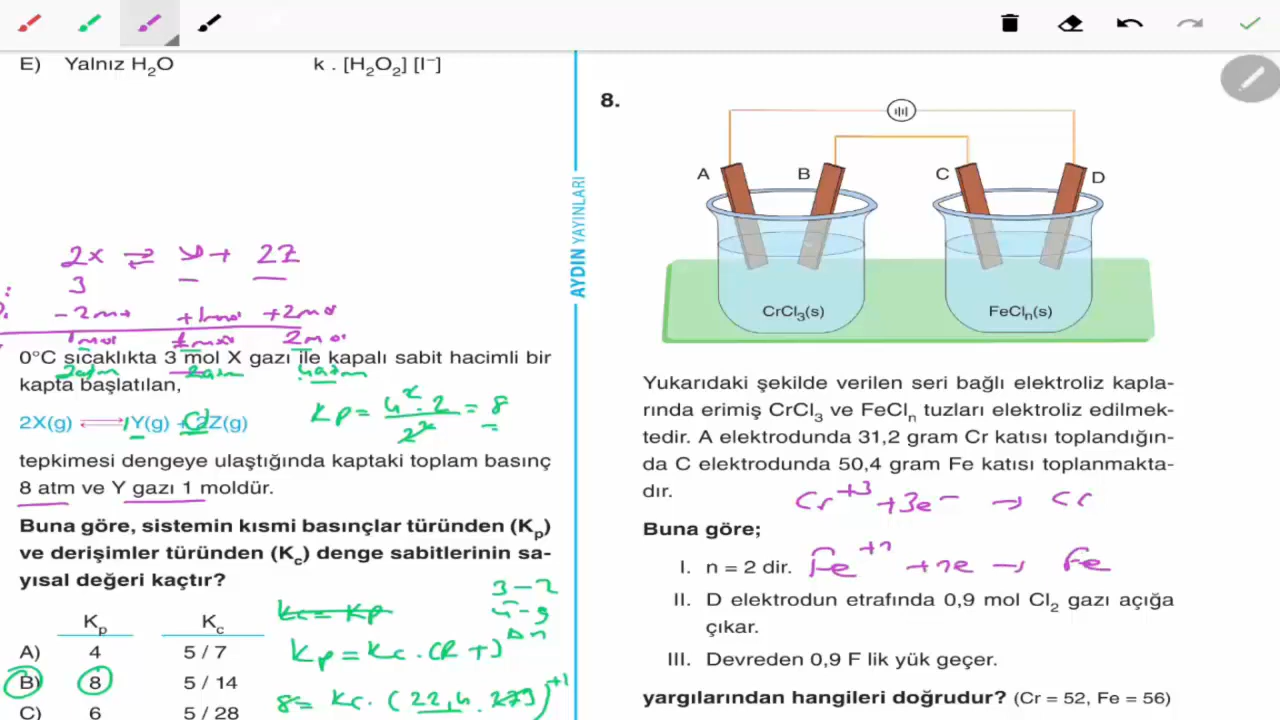 E) Yalnız H₂O k . [H₂O₂] [I⁻]
2X ⇌ Y + 2Z
3 – —
-2mol +1mol +2mol
1mol 1mol 2mol
0°C sıcaklıkta 3 mol X gazı ile kapalı sabit hacimli bir
2atm 2atm 4atm
kapta başlatılan,
2X(g) ⇌ Y(g) + 2Z(g)
Kp = 4² . 2 / 2² = 8
tepkimesi dengeye ulaştığında kaptaki toplam basınç
8 atm ve Y gazı 1 moldür.
Buna göre, sistemin kısmi basınçlar türünden (Kp)
ve derişimler türünden (Kc) denge sabitlerinin sa-
yısal değeri kaçtır?
Kc = Kp
3 – 2
Kp Kc
Kp = Kc . (RT)^Δn
A) 4 5 / 7
B) 8 5 / 14
8 = Kc . (22,4 . 273)^+1
C) 6 5 / 28
AYDIN YAYINLARI
8.
A B C D
CrCl₃(s) FeClₙ(s)
Yukarıdaki şekilde verilen seri bağlı elektroliz kapla-
rında erimiş CrCl₃ ve FeClₙ tuzları elektroliz edilmek-
tedir. A elektrodunda 31,2 gram Cr katısı toplandığın-
da C elektrodunda 50,4 gram Fe katısı toplanmakta-
dır.
Cr⁺³ + 3e⁻ → Cr
Buna göre;
I. n = 2 dir.
Fe⁺ⁿ + ne → Fe
II. D elektrodun etrafında 0,9 mol Cl₂ gazı açığa
çıkar.
III. Devreden 0,9 F lik yük geçer.
yargılarından hangileri doğrudur? (Cr = 52, Fe = 56)